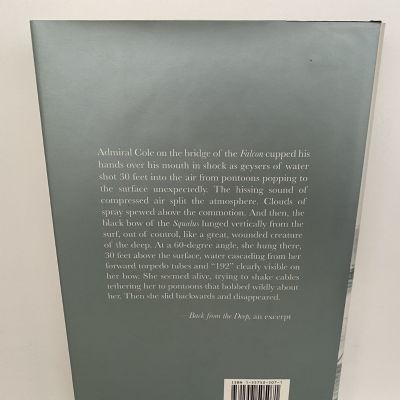 Admiral Cole on the bridge of the Falcon cupped his
hands over his mouth in shock as geysers of water
shot 30 feet into the air from pontoons popping to
the surface unexpectedly. The hissing sound of
compressed air split the atmosphere. Clouds of
spray spewed above the commotion. And then, the
black bow of the Squalus lunged vertically from the
surf, out of control, like a great, wounded creature
of the deep. At a 60-degree angle, she hung there,
30 feet above the surface, water cascading from her
forward torpedo tubes and “192” clearly visible on
her bow. She seemed alive, trying to shake cables
tethering her to pontoons that bobbed wildly about
her. Then she slid backwards and disappeared.
—Back from the Deep, an excerpt
ISBN 1-55750-507-7